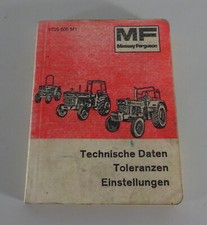 MF
Massey Ferguson
Technische Daten
Toleranzen
Einstellungen